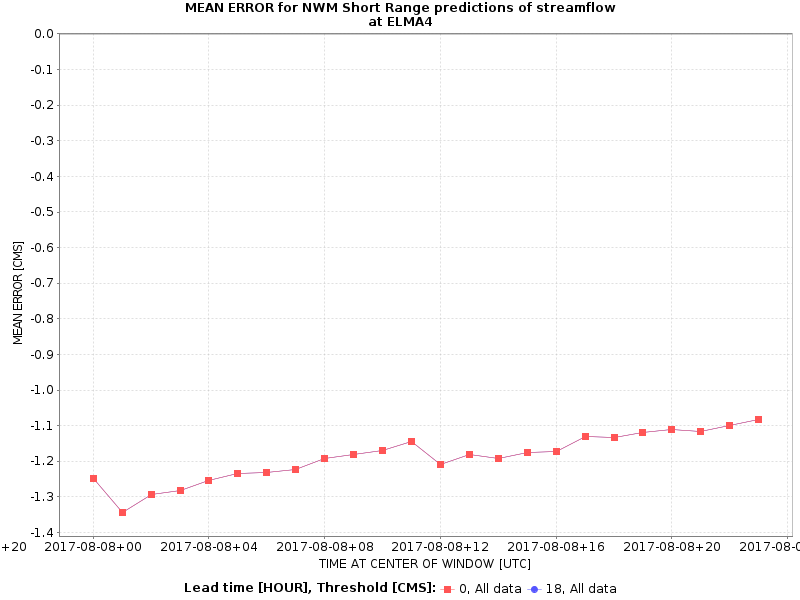 MEAN ERROR for NWM Short Range predictions of streamflow
at ELMA4
0.0
-0.1
-0.2
-0.3
-0.4
-0.5
-0.6
-0.7
-0.8
-0.9
-1.0
-1.1
-1.2
-1.3
-1.4
MEAN ERROR [CMS]
+20 2017-08-08+00 2017-08-08+04 2017-08-08+08 2017-08-08+12 2017-08-08+16 2017-08-08+20 2017-08-0
TIME AT CENTER OF WINDOW [UTC]
Lead time [HOUR], Threshold [CMS]: 0, All data 18, All data